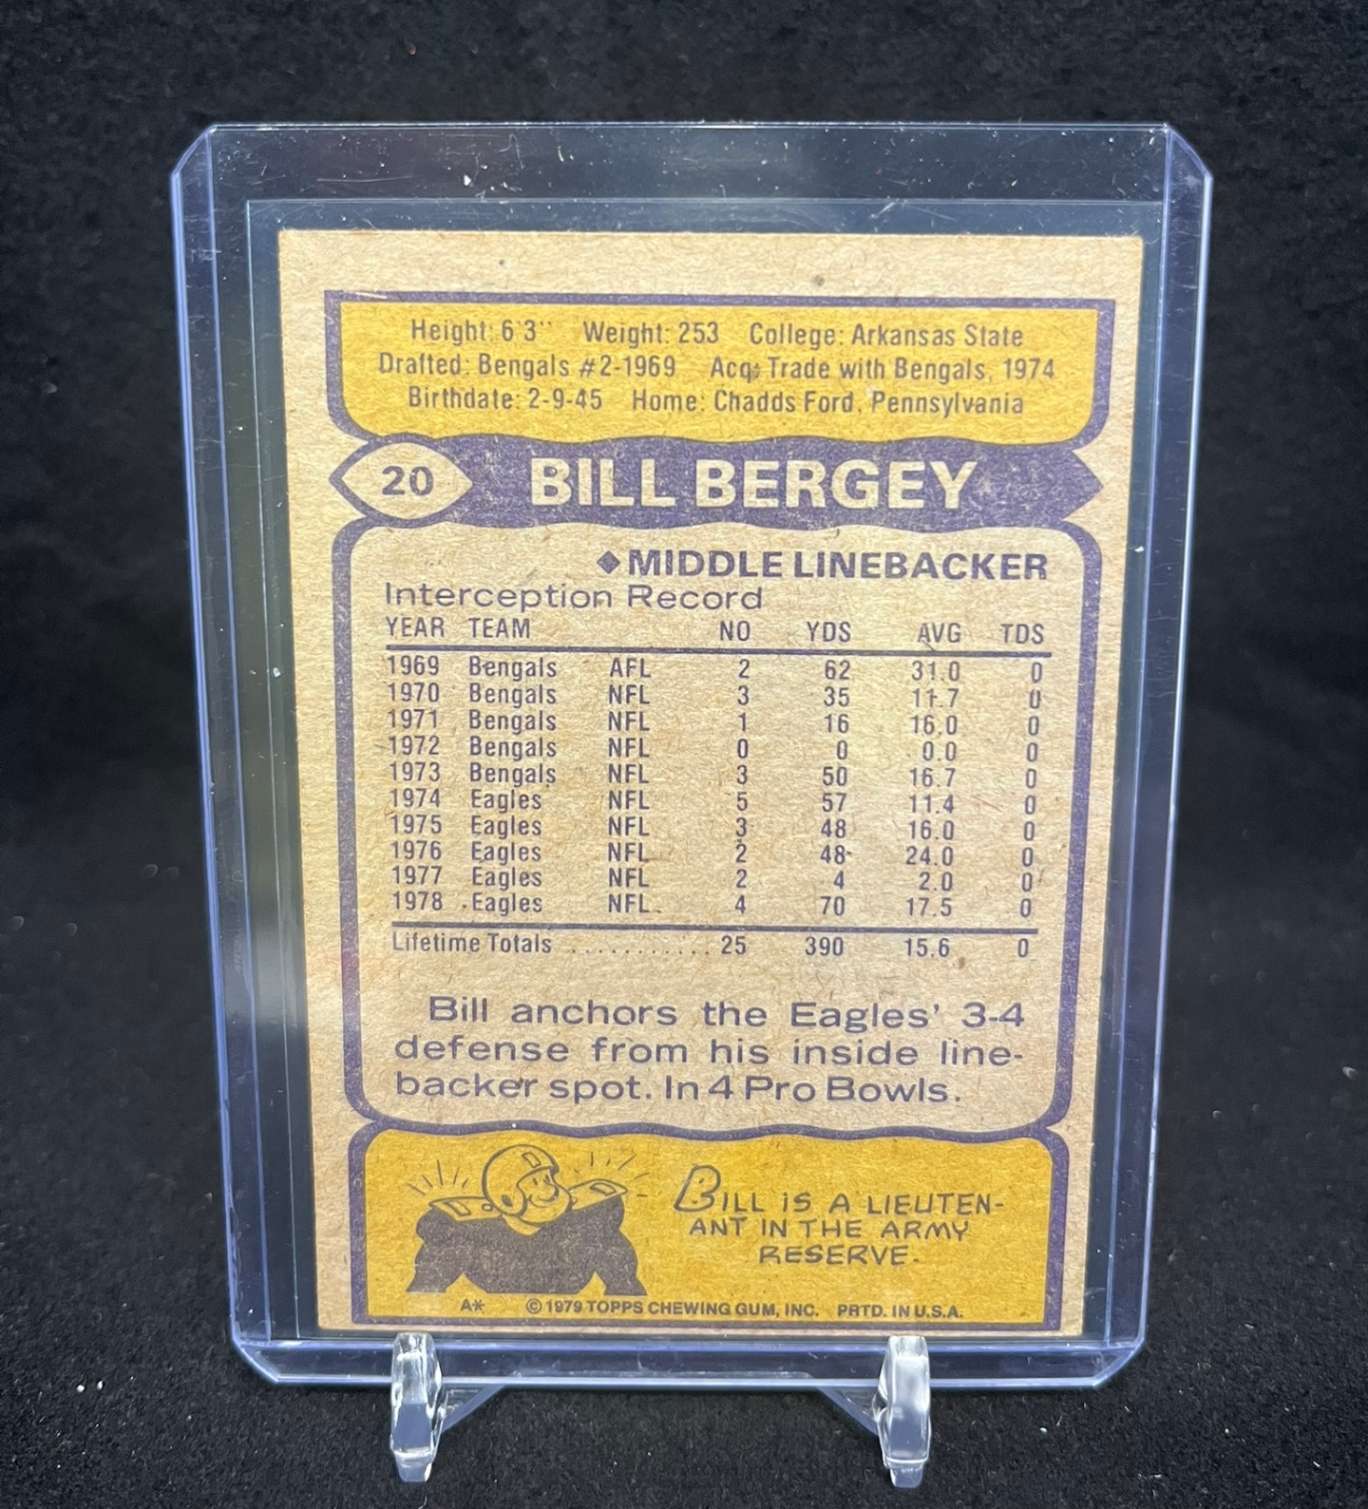 Height: 6'3" Weight: 253 College: Arkansas State
Drafted: Bengals #2-1969 Acq: Trade with Bengals, 1974
Birthdate: 2-9-45 Home: Chadds Ford, Pennsylvania
20 BILL BERGEY
◆MIDDLE LINEBACKER
Interception Record
YEAR TEAM NO YDS AVG TDS
1969 Bengals AFL 2 62 31.0 0
1970 Bengals NFL 3 35 11.7 0
1971 Bengals NFL 1 16 16.0 0
1972 Bengals NFL 0 0 0.0 0
1973 Bengals NFL 3 50 16.7 0
1974 Eagles NFL 5 57 11.4 0
1975 Eagles NFL 3 48 16.0 0
1976 Eagles NFL 2 48 24.0 0
1977 Eagles NFL 2 4 2.0 0
1978 Eagles NFL 4 70 17.5 0
Lifetime Totals ........... 25 390 15.6 0
Bill anchors the Eagles' 3-4
defense from his inside line-
backer spot. In 4 Pro Bowls.
BILL IS A LIEUTEN-
ANT IN THE ARMY
RESERVE.
A* © 1979 TOPPS CHEWING GUM, INC. PRTD. IN U.S.A.